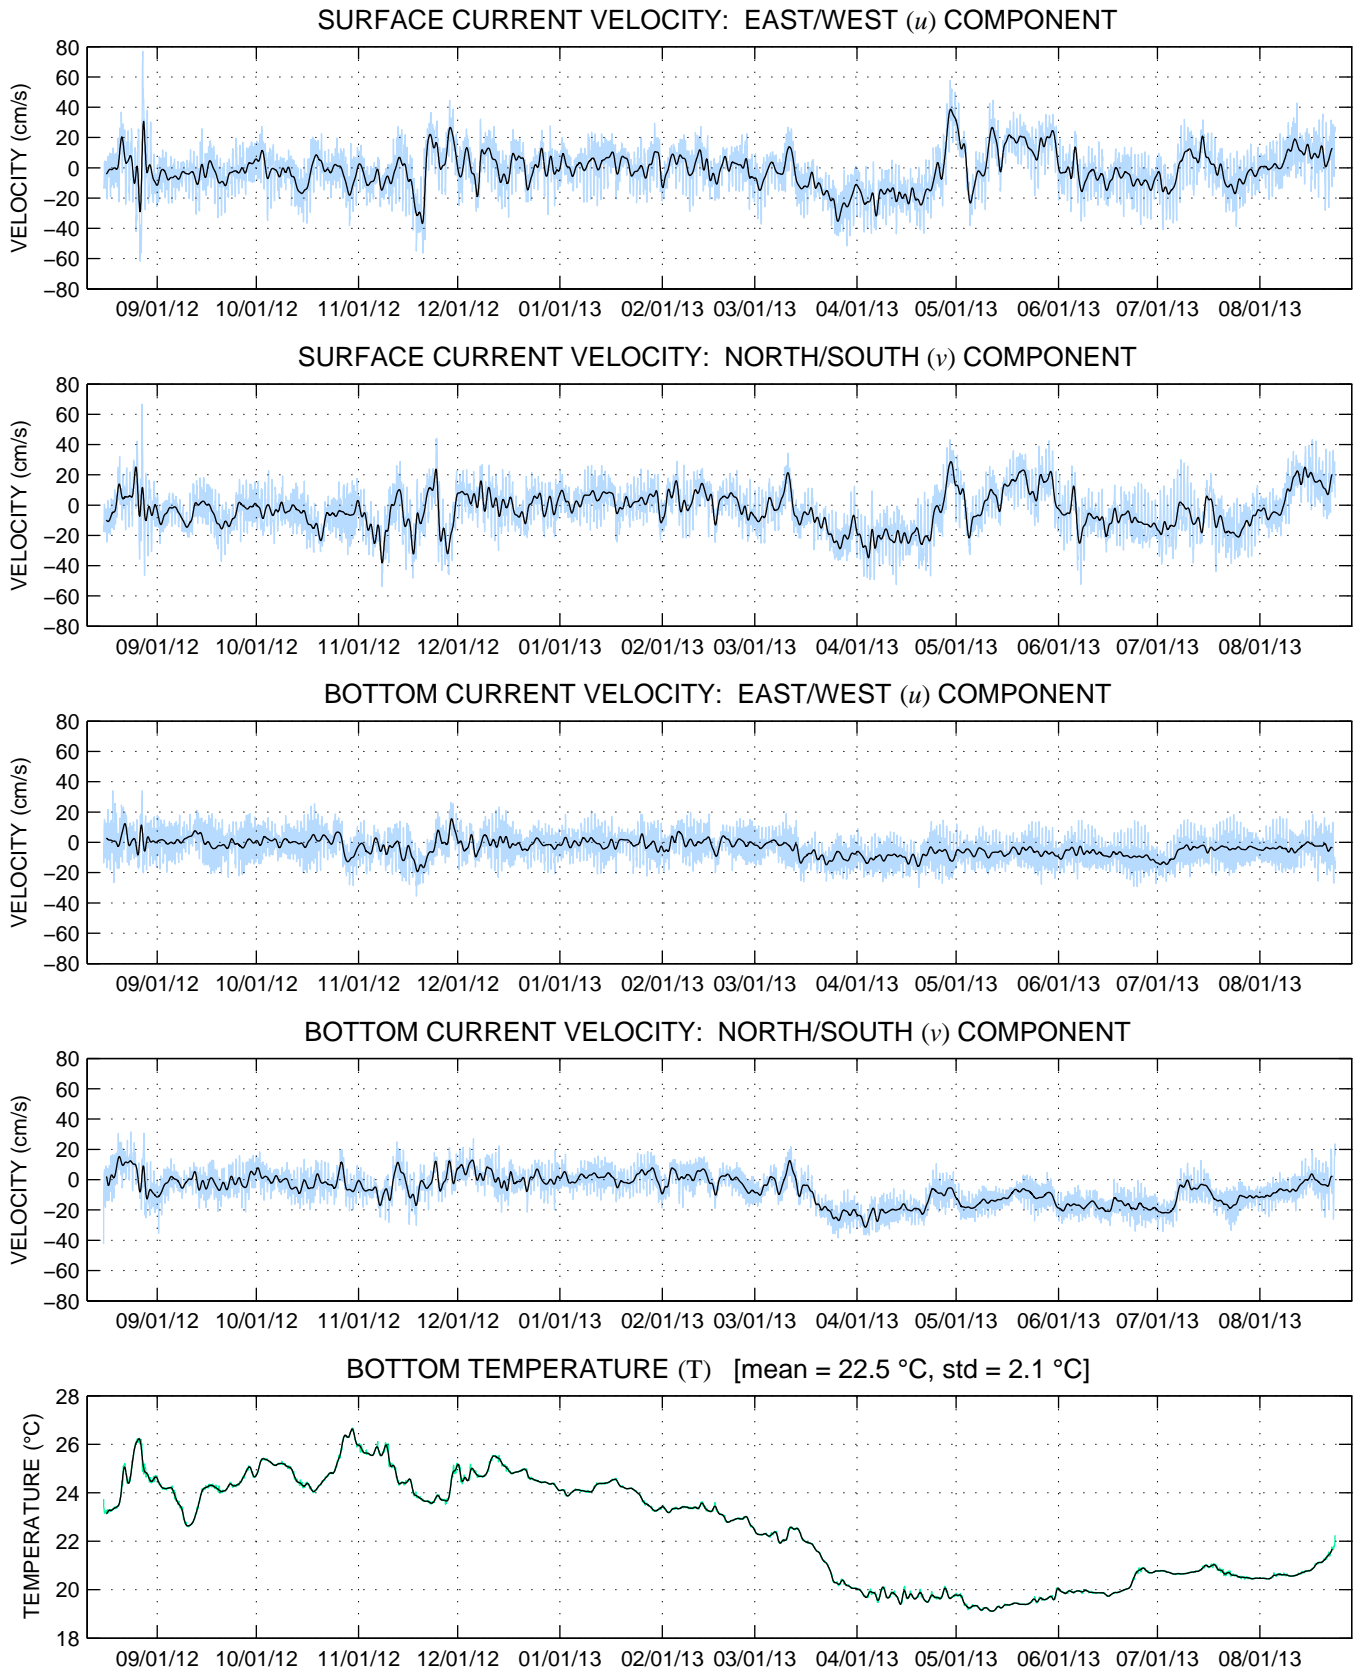 SURFACE CURRENT VELOCITY: EAST/WEST (u) COMPONENT
VELOCITY (cm/s)
80
60
40
20
0
−20
−40
−60
−80
09/01/12 10/01/12 11/01/12 12/01/12 01/01/13 02/01/13 03/01/13 04/01/13 05/01/13 06/01/13 07/01/13 08/01/13
SURFACE CURRENT VELOCITY: NORTH/SOUTH (v) COMPONENT
VELOCITY (cm/s)
80
60
40
20
0
−20
−40
−60
−80
09/01/12 10/01/12 11/01/12 12/01/12 01/01/13 02/01/13 03/01/13 04/01/13 05/01/13 06/01/13 07/01/13 08/01/13
BOTTOM CURRENT VELOCITY: EAST/WEST (u) COMPONENT
VELOCITY (cm/s)
80
60
40
20
0
−20
−40
−60
−80
09/01/12 10/01/12 11/01/12 12/01/12 01/01/13 02/01/13 03/01/13 04/01/13 05/01/13 06/01/13 07/01/13 08/01/13
BOTTOM CURRENT VELOCITY: NORTH/SOUTH (v) COMPONENT
VELOCITY (cm/s)
80
60
40
20
0
−20
−40
−60
−80
09/01/12 10/01/12 11/01/12 12/01/12 01/01/13 02/01/13 03/01/13 04/01/13 05/01/13 06/01/13 07/01/13 08/01/13
BOTTOM TEMPERATURE (T) [mean = 22.5 °C, std = 2.1 °C]
TEMPERATURE (°C)
28
26
24
22
20
18
09/01/12 10/01/12 11/01/12 12/01/12 01/01/13 02/01/13 03/01/13 04/01/13 05/01/13 06/01/13 07/01/13 08/01/13